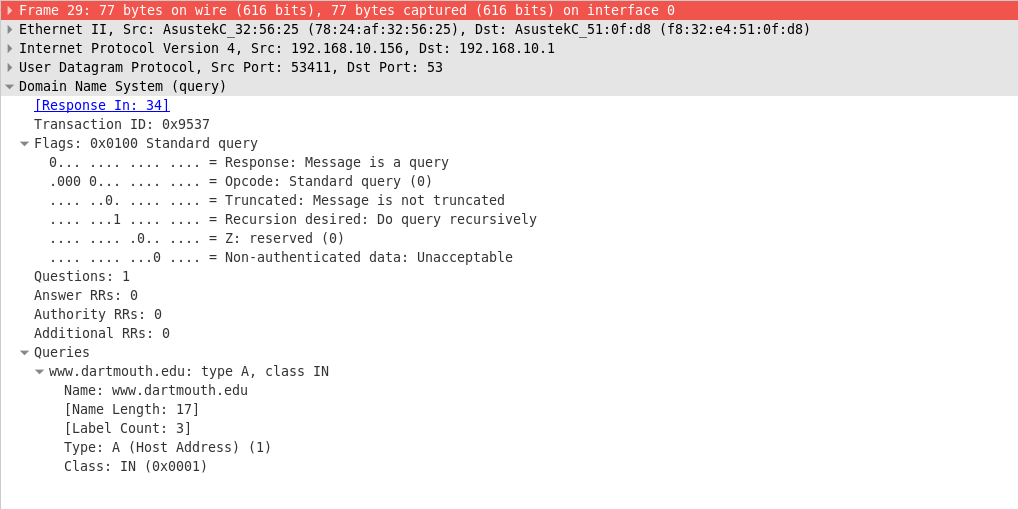 Frame 29: 77 bytes on wire (616 bits), 77 bytes captured (616 bits) on interface 0
Ethernet II, Src: AsustekC_32:56:25 (78:24:af:32:56:25), Dst: AsustekC_51:0f:d8 (f8:32:e4:51:0f:d8)
Internet Protocol Version 4, Src: 192.168.10.156, Dst: 192.168.10.1
User Datagram Protocol, Src Port: 53411, Dst Port: 53
Domain Name System (query)
[Response In: 34]
Transaction ID: 0x9537
Flags: 0x0100 Standard query
0... .... .... .... = Response: Message is a query
.000 0... .... .... = Opcode: Standard query (0)
.... ..0. .... .... = Truncated: Message is not truncated
.... ...1 .... .... = Recursion desired: Do query recursively
.... .... .0.. .... = Z: reserved (0)
.... .... ...0 .... = Non-authenticated data: Unacceptable
Questions: 1
Answer RRs: 0
Authority RRs: 0
Additional RRs: 0
Queries
www.dartmouth.edu: type A, class IN
Name: www.dartmouth.edu
[Name Length: 17]
[Label Count: 3]
Type: A (Host Address) (1)
Class: IN (0x0001)